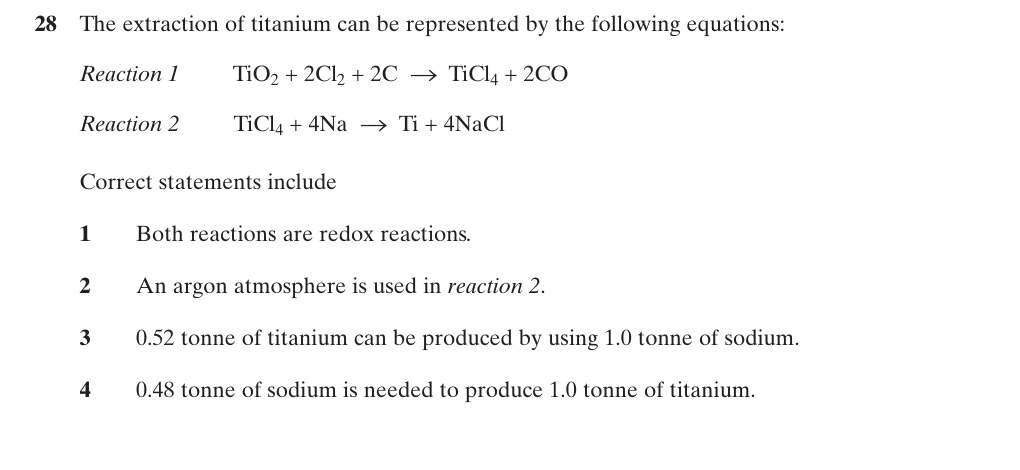 28 The extraction of titanium can be represented by the following equations:
Reaction 1 TiO₂ + 2Cl₂ + 2C ⟶ TiCl₄ + 2CO
Reaction 2 TiCl₄ + 4Na ⟶ Ti + 4NaCl
Correct statements include
1 Both reactions are redox reactions.
2 An argon atmosphere is used in reaction 2.
3 0.52 tonne of titanium can be produced by using 1.0 tonne of sodium.
4 0.48 tonne of sodium is needed to produce 1.0 tonne of titanium.